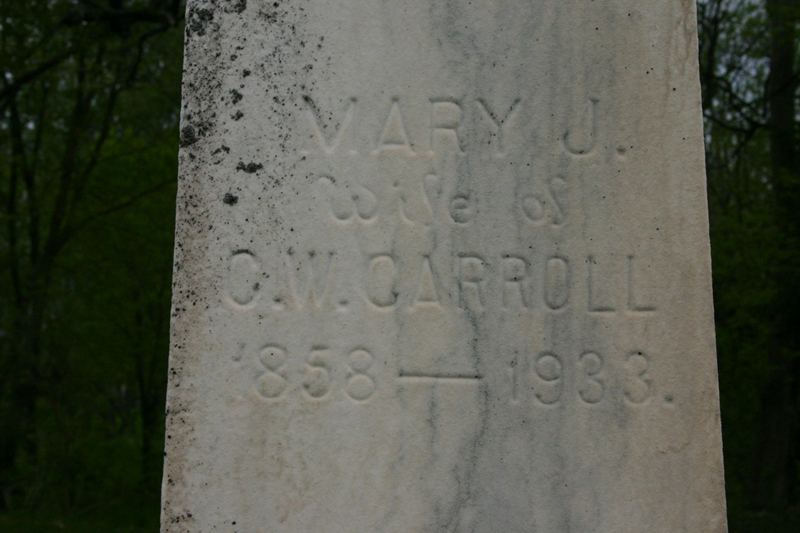 MARY J.
Wife of
C.W. CARROLL
1858 — 1933.